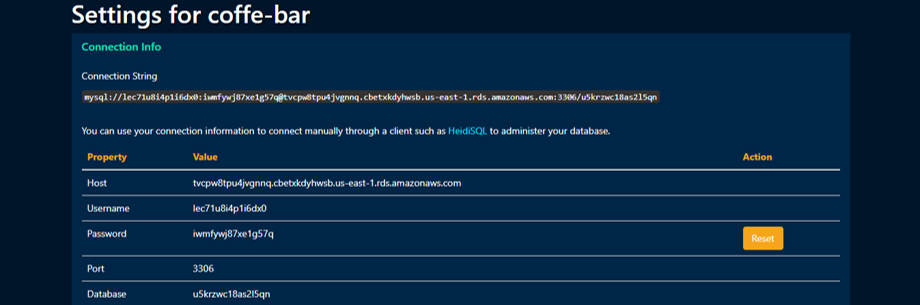 Settings for coffe-bar
Connection Info
Connection String
mysql://lec71u8i4p1i6dx0:iwmfywj87xe1g57q@tvcpw8tpu4jvgnnq.cbetxkdyhwsb.us-east-1.rds.amazonaws.com:3306/u5krzwc18as2l5qn
You can use your connection information to connect manually through a client such as HeidiSQL to administer your database.
Property Value Action
Host tvcpw8tpu4jvgnnq.cbetxkdyhwsb.us-east-1.rds.amazonaws.com
Username lec71u8i4p1i6dx0
Password iwmfywj87xe1g57q Reset
Port 3306
Database u5krzwc18as2l5qn